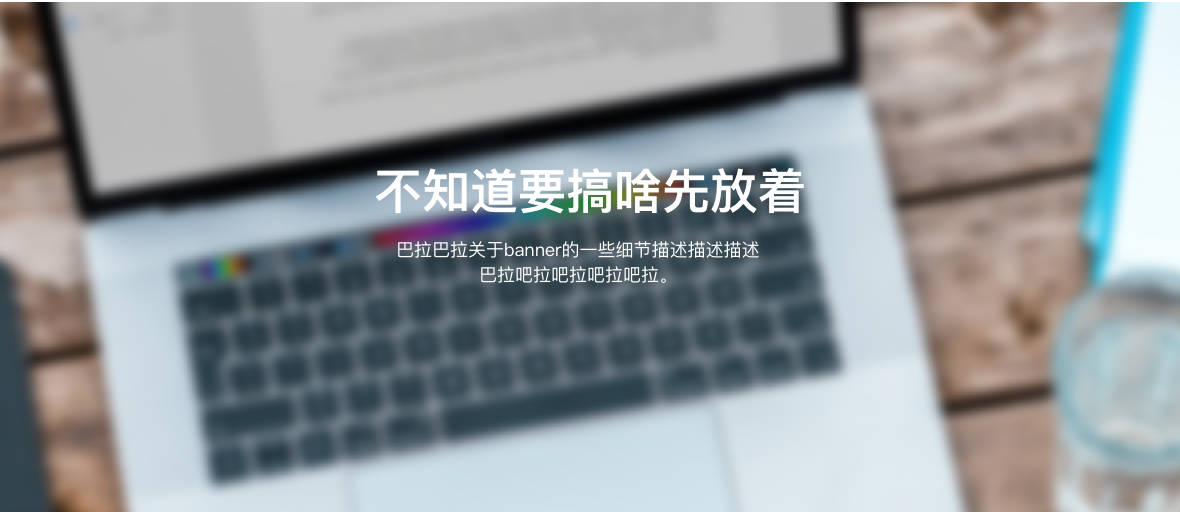 不知道要搞啥先放着
巴拉巴拉关于banner的一些细节描述描述描述
巴拉吧拉吧拉吧拉吧拉。